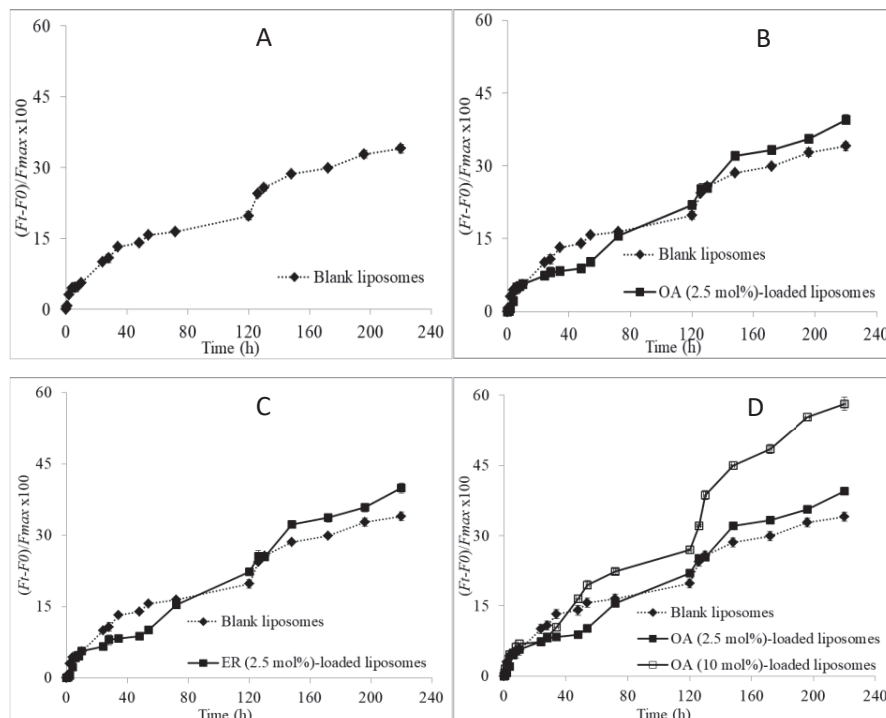 A
60
45
30
15
0
(Ft-F0)/Fmax x100
Blank liposomes
0 40 80 120 160 200 240
Time (h)
B
60
45
30
15
0
(Ft-F0)/Fmax x100
Blank liposomes
OA (2.5 mol%)-loaded liposomes
0 40 80 120 160 200 240
Time (h)
C
60
45
30
15
0
(Ft-F0)/Fmax x100
Blank liposomes
ER (2.5 mol%)-loaded liposomes
0 40 80 120 160 200 240
Time (h)
D
60
45
30
15
0
(Ft-F0)/Fmax x100
Blank liposomes
OA (2.5 mol%)-loaded liposomes
OA (10 mol%)-loaded liposomes
0 40 80 120 160 200 240
Time (h)